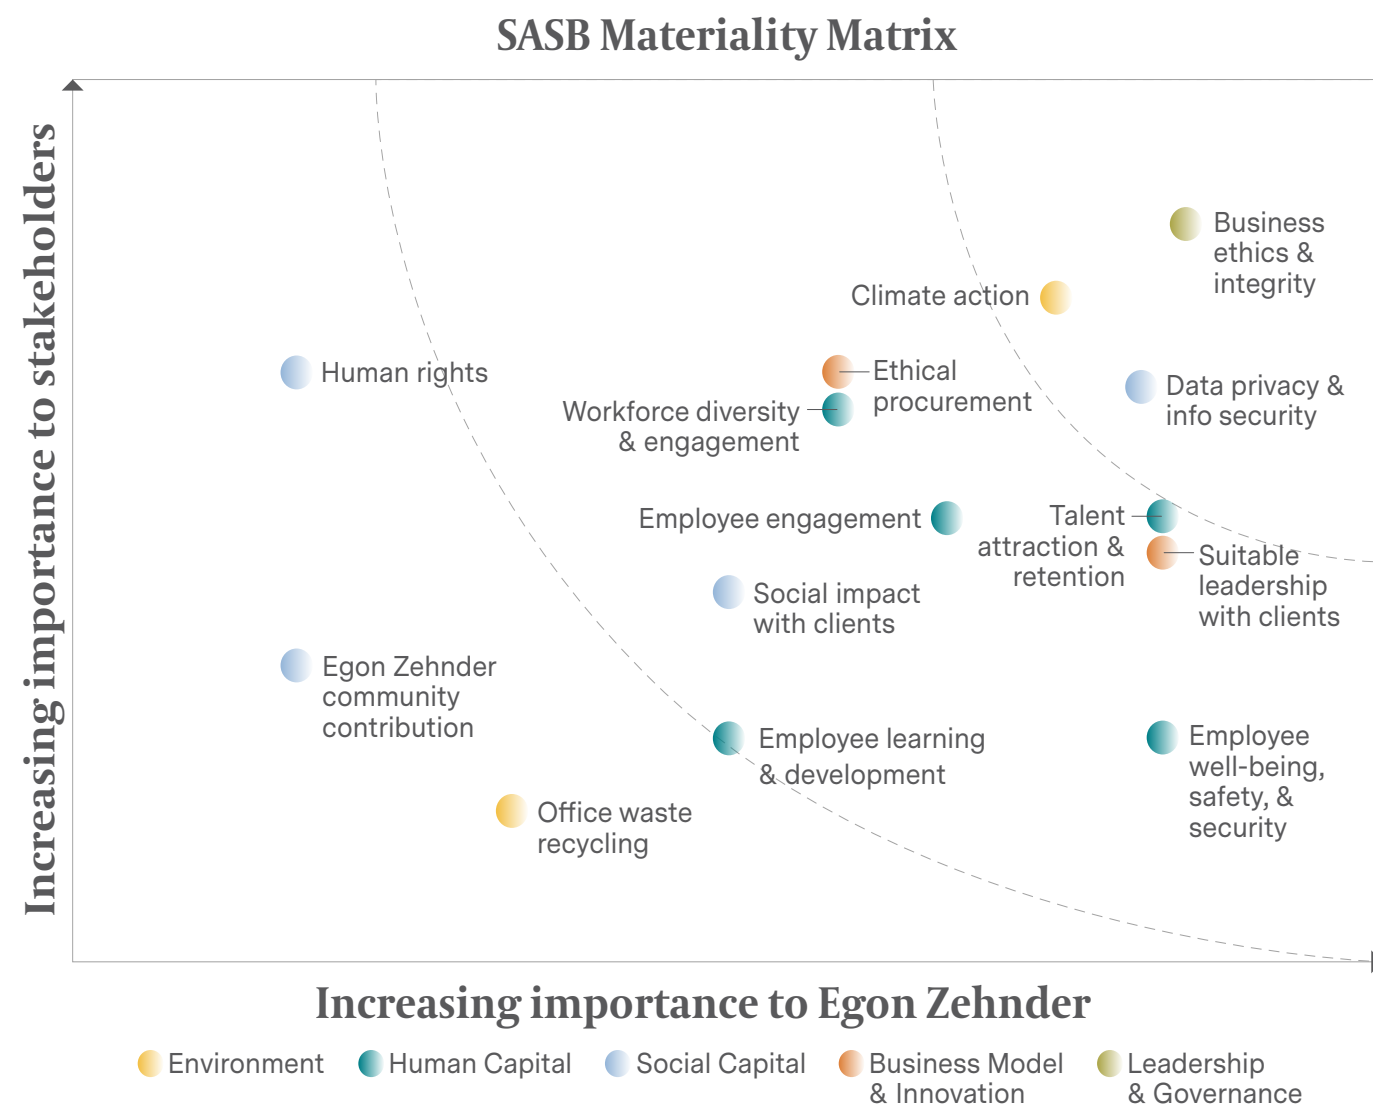 SASB Materiality Matrix
Increasing importance to stakeholders
Business
ethics &
integrity
Climate action
Human rights
Ethical
procurement
Workforce diversity
& engagement
Data privacy &
info security
Employee engagement
Talent
attraction &
retention
Suitable
leadership
with clients
Social impact
with clients
Egon Zehnder
community
contribution
Employee learning
& development
Employee
well-being,
safety, &
security
Office waste
recycling
Increasing importance to Egon Zehnder
Environment
Human Capital
Social Capital
Business Model
& Innovation
Leadership
& Governance